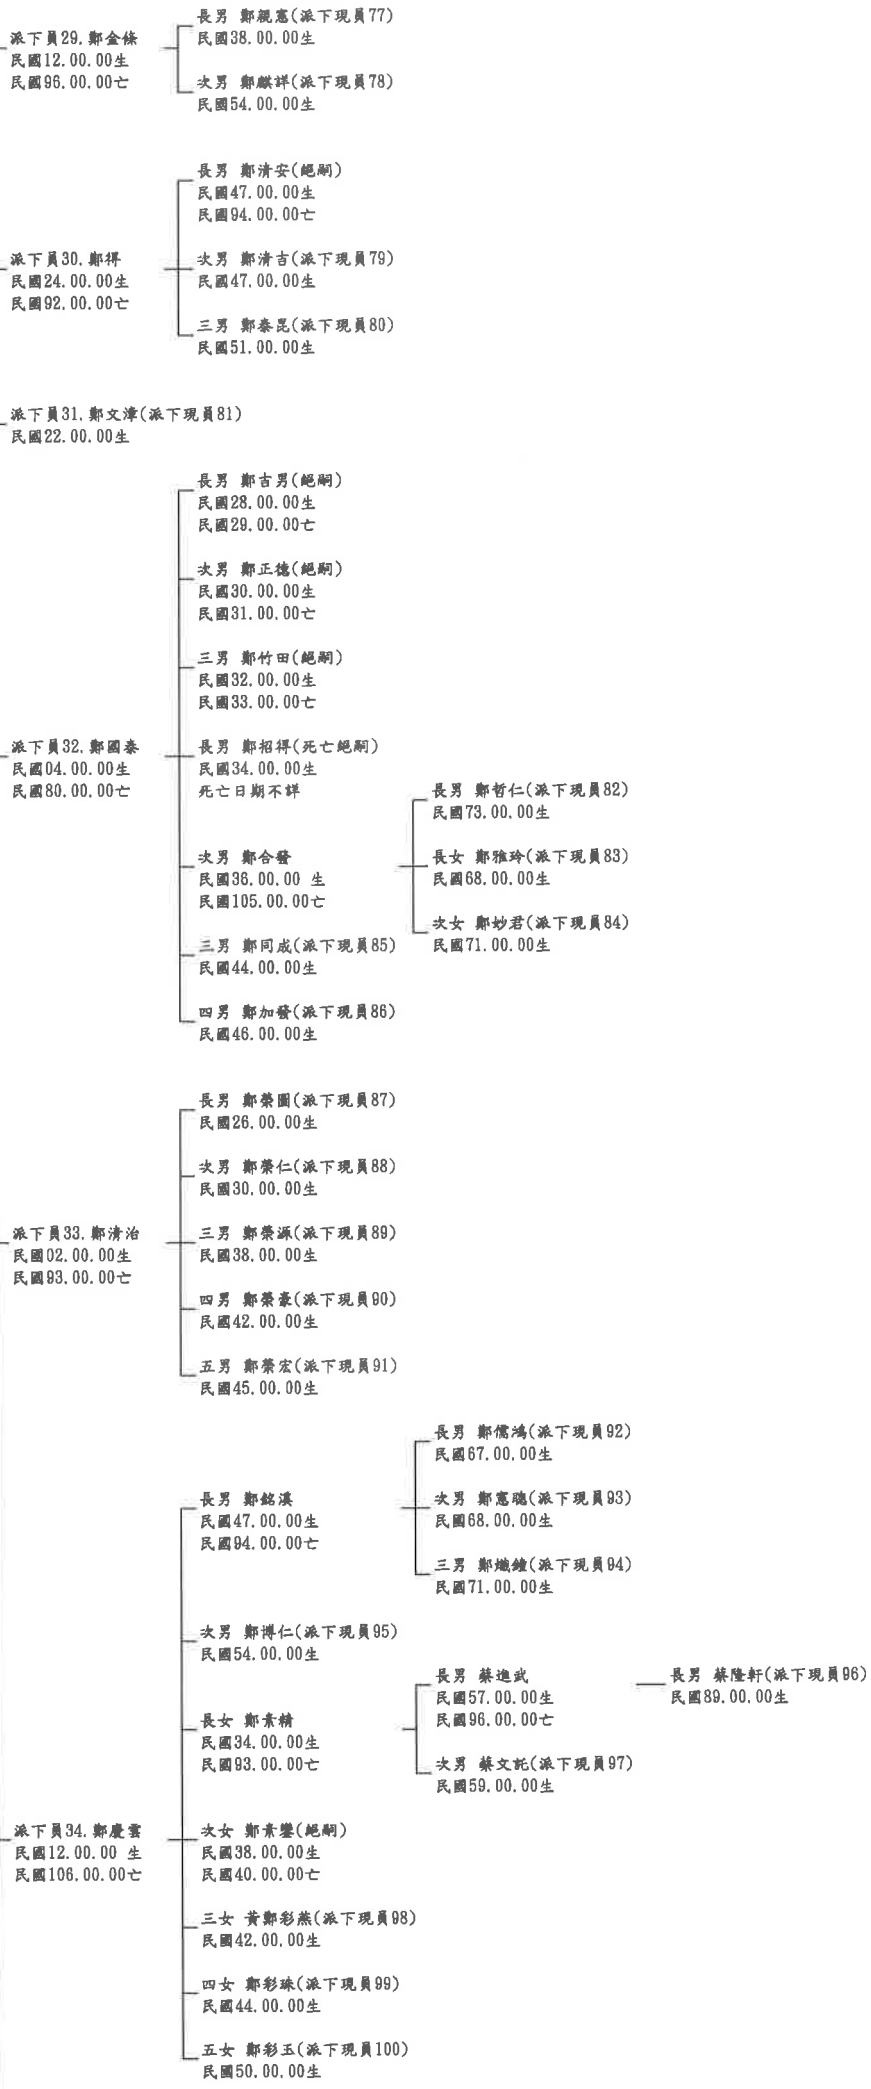 派下員29.鄭金條
民國12.00.00生
民國96.00.00亡
長男 鄭親憲(派下現員77)
民國38.00.00生
次男 鄭麒詳(派下現員78)
民國54.00.00生
派下員30.鄭得
民國24.00.00生
民國92.00.00亡
長男 鄭清安(絕嗣)
民國47.00.00生
民國94.00.00亡
次男 鄭清吉(派下現員79)
民國47.00.00生
三男 鄭泰昆(派下現員80)
民國51.00.00生
派下員31.鄭文漳(派下現員81)
民國22.00.00生
派下員32.鄭國泰
民國04.00.00生
民國80.00.00亡
長男 鄭吉男(絕嗣)
民國28.00.00生
民國29.00.00亡
次男 鄭正德(絕嗣)
民國30.00.00生
民國31.00.00亡
三男 鄭竹田(絕嗣)
民國32.00.00生
民國33.00.00亡
長男 鄭招得(死亡絕嗣)
民國34.00.00生
死亡日期不詳
次男 鄭合發
民國36.00.00 生
民國105.00.00亡
長男 鄭哲仁(派下現員82)
民國73.00.00生
長女 鄭雅玲(派下現員83)
民國68.00.00生
次女 鄭妙君(派下現員84)
民國71.00.00生
三男 鄭同成(派下現員85)
民國44.00.00生
四男 鄭加發(派下現員86)
民國46.00.00生
派下員33.鄭清治
民國02.00.00生
民國93.00.00亡
長男 鄭榮圖(派下現員87)
民國26.00.00生
次男 鄭榮仁(派下現員88)
民國30.00.00生
三男 鄭榮源(派下現員89)
民國38.00.00生
四男 鄭榮豪(派下現員90)
民國42.00.00生
五男 鄭榮宏(派下現員91)
民國45.00.00生
派下員34.鄭慶雲
民國12.00.00 生
民國106.00.00亡
長男 鄭銘溪
民國47.00.00生
民國94.00.00亡
長男 鄭儒鴻(派下現員92)
民國67.00.00生
次男 鄭憲聰(派下現員93)
民國68.00.00生
三男 鄭熾鐘(派下現員94)
民國71.00.00生
次男 鄭博仁(派下現員95)
民國54.00.00生
長女 鄭素精
民國34.00.00生
民國93.00.00亡
長男 蔡進武
民國57.00.00生
民國96.00.00亡
長男 蔡隆軒(派下現員96)
民國89.00.00生
次男 蔡文託(派下現員97)
民國59.00.00生
次女 鄭素鑾(絕嗣)
民國38.00.00生
民國40.00.00亡
三女 黃鄭彩燕(派下現員98)
民國42.00.00生
四女 鄭彩珠(派下現員99)
民國44.00.00生
五女 鄭彩玉(派下現員100)
民國50.00.00生